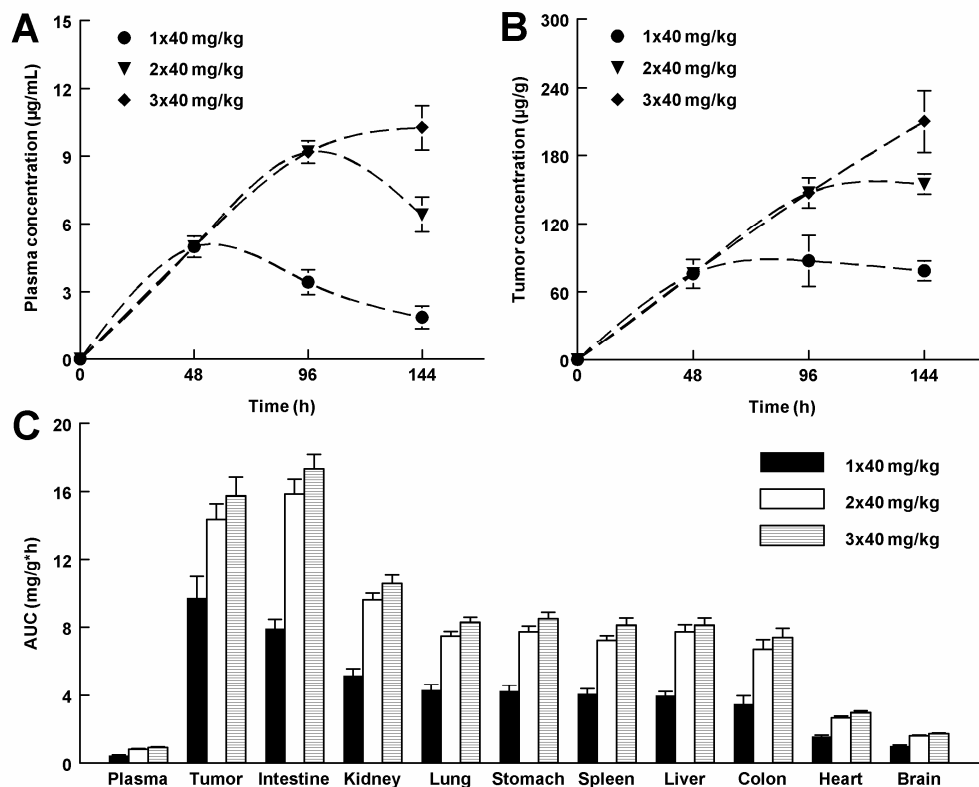 A
1x40 mg/kg
2x40 mg/kg
3x40 mg/kg
Plasma concentration (µg/mL)
15
12
9
6
3
0
0 48 96 144
Time (h)
B
1x40 mg/kg
2x40 mg/kg
3x40 mg/kg
Tumor concentration (µg/g)
300
240
180
120
60
0
0 48 96 144
Time (h)
C
1x40 mg/kg
2x40 mg/kg
3x40 mg/kg
AUC (mg/g*h)
20
16
12
8
4
0
Plasma Tumor Intestine Kidney Lung Stomach Spleen Liver Colon Heart Brain